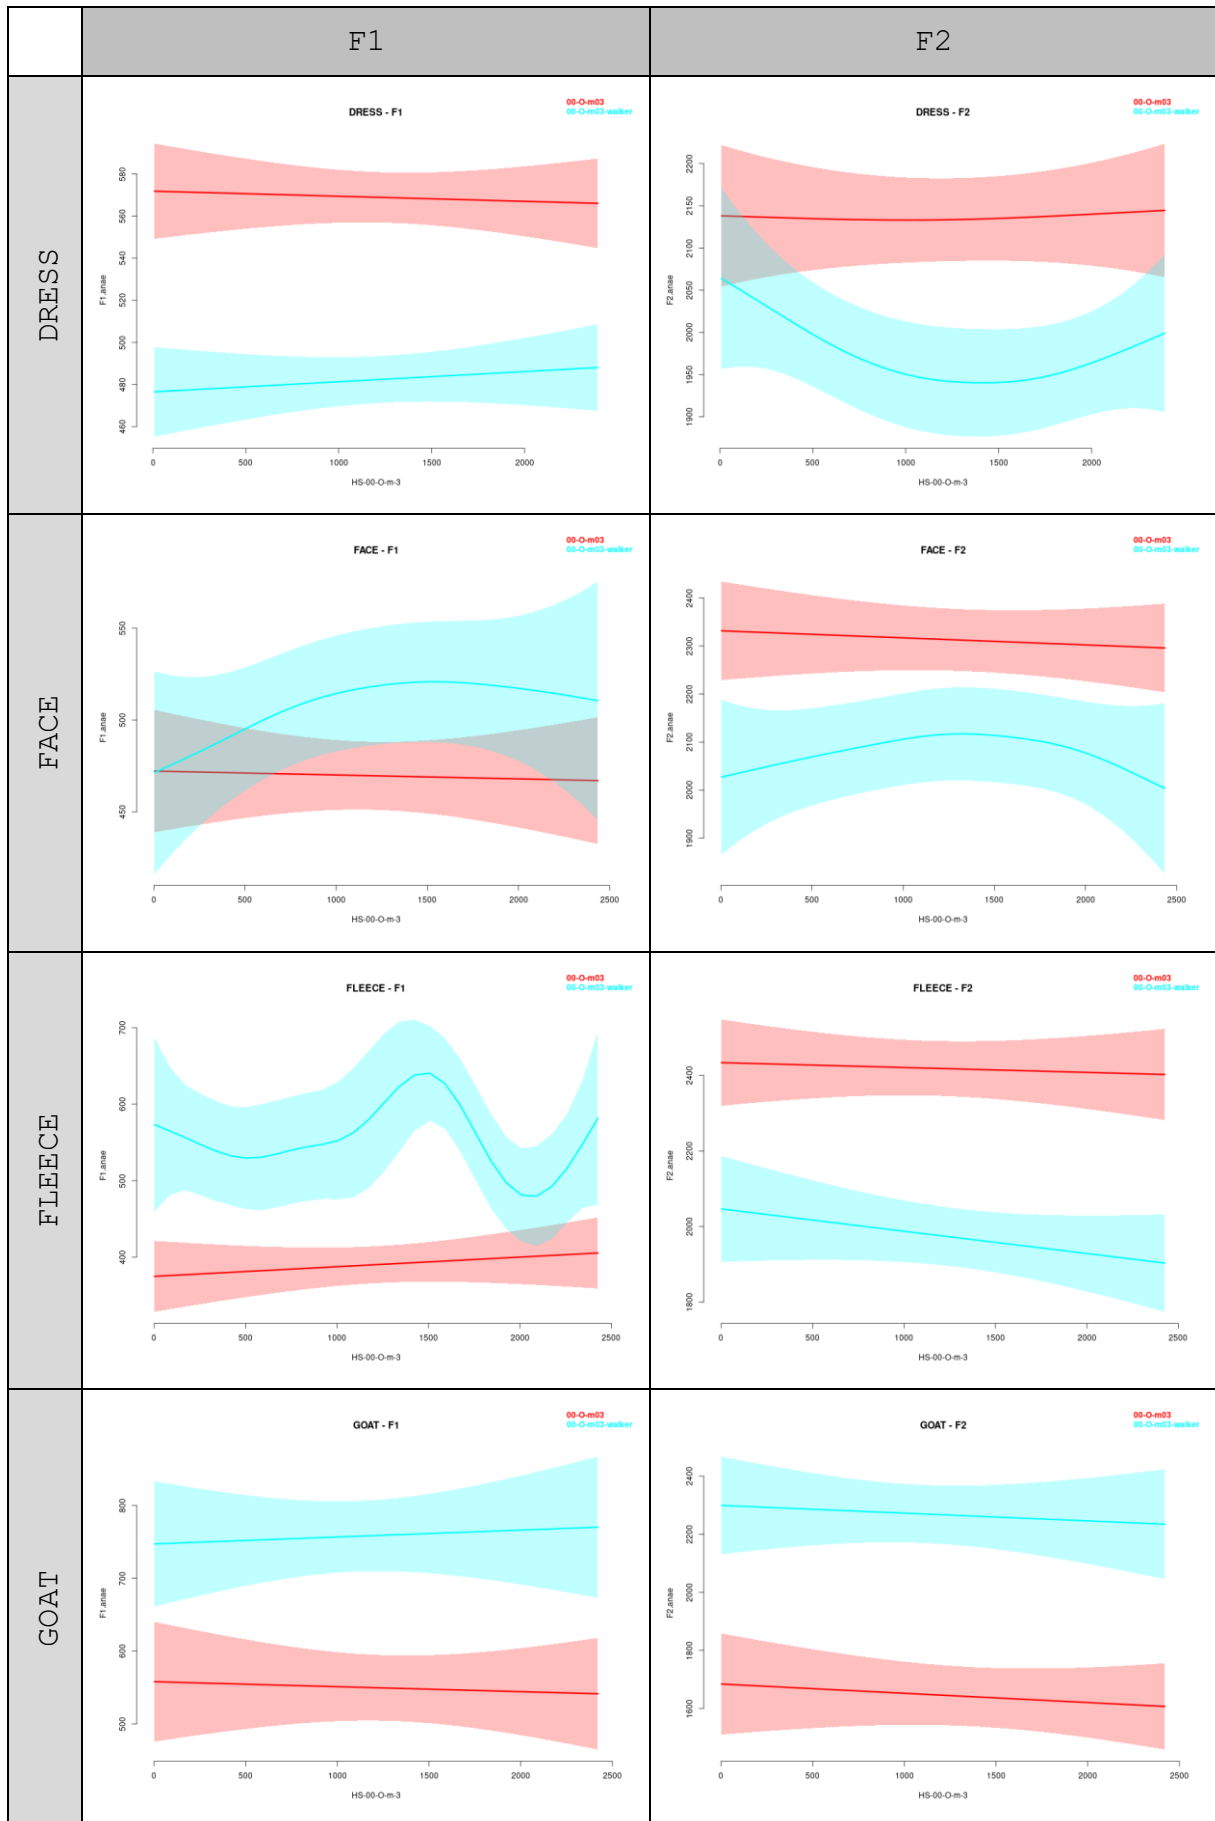 F1
F2
DRESS
DRESS - F1
00-O-m03
00-O-m03-walker
F1.anae
580
560
540
520
500
480
460
0 500 1000 1500 2000
HS-00-O-m-3
DRESS - F2
00-O-m03
00-O-m03-walker
F2.anae
2200
2150
2100
2050
2000
1950
1900
0 500 1000 1500 2000
HS-00-O-m-3
FACE
FACE - F1
00-O-m03
00-O-m03-walker
F1.anae
550
500
450
0 500 1000 1500 2000 2500
HS-00-O-m-3
FACE - F2
00-O-m03
00-O-m03-walker
F2.anae
2400
2300
2200
2100
2000
1900
0 500 1000 1500 2000 2500
HS-00-O-m-3
FLEECE
FLEECE - F1
00-O-m03
00-O-m03-walker
F1.anae
700
600
500
400
0 500 1000 1500 2000 2500
HS-00-O-m-3
FLEECE - F2
00-O-m03
00-O-m03-walker
F2.anae
2400
2200
2000
1800
0 500 1000 1500 2000 2500
HS-00-O-m-3
GOAT
GOAT - F1
00-O-m03
00-O-m03-walker
F1.anae
800
700
600
500
0 500 1000 1500 2000 2500
HS-00-O-m-3
GOAT - F2
00-O-m03
00-O-m03-walker
F2.anae
2400
2200
2000
1800
1600
0 500 1000 1500 2000 2500
HS-00-O-m-3